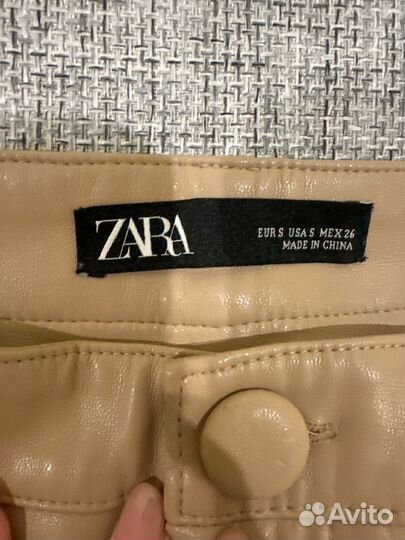 ZARA
EUR S USA S MEX 26
MADE IN CHINA
Avito